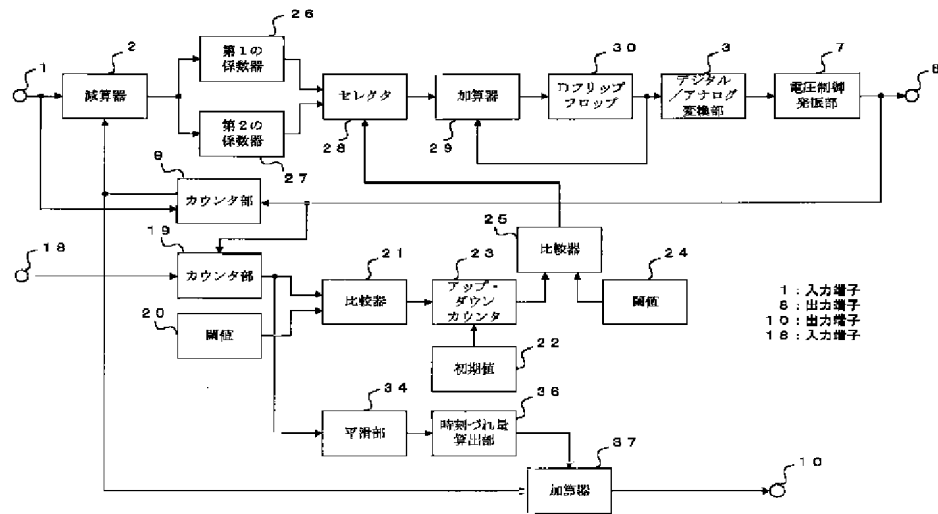 26
第1の
係数器
2
減算器
1
第2の
係数器
27
セレクタ
28
加算器
29
30
Dフリップ
フロップ
3
デジタル
／アナログ
変換部
7
電圧制御
発振部
8
9
カウンタ部
18
19
カウンタ部
20
閾値
21
比較器
23
アップ・
ダウン
カウンタ
25
比較器
24
閾値
22
初期値
34
平滑部
36
時刻づれ量
算出部
37
加算器
10
1：入力端子
8：出力端子
10：出力端子
18：入力端子